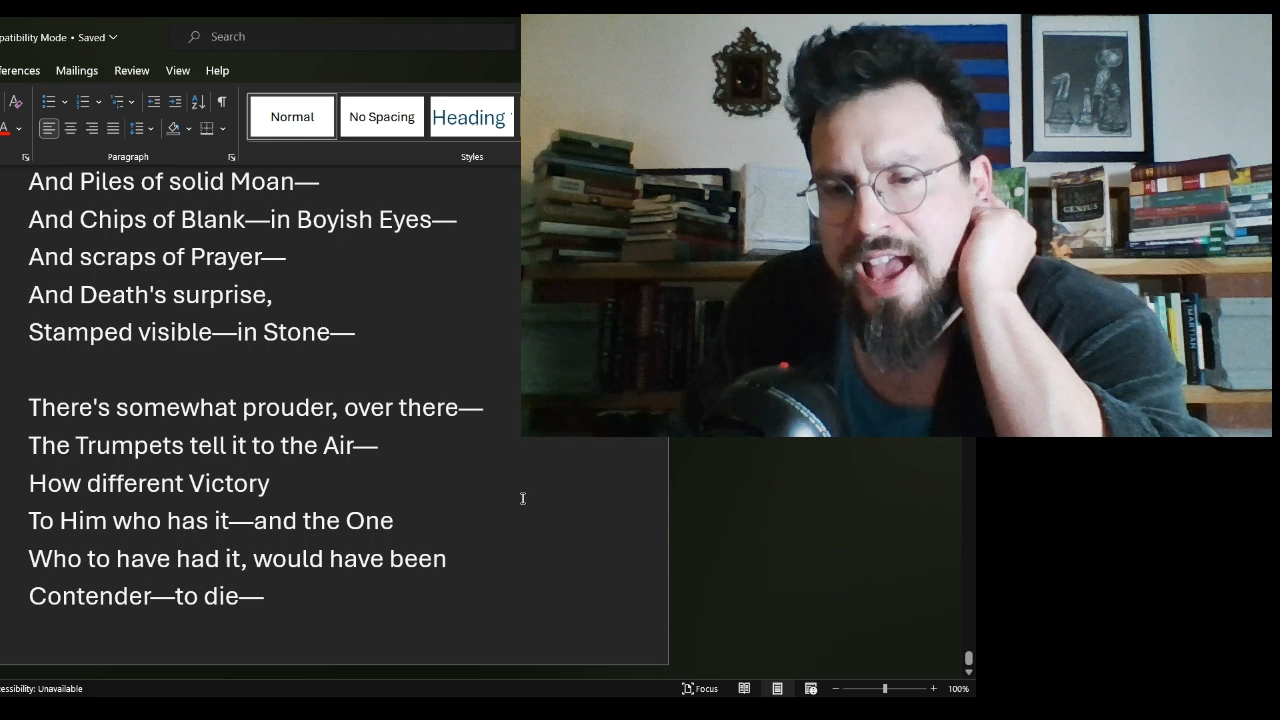 patibility Mode • Saved
Search
ferences Mailings Review View Help
Normal
No Spacing
Heading
Paragraph
Styles
And Piles of solid Moan—
And Chips of Blank—in Boyish Eyes—
And scraps of Prayer—
And Death's surprise,
Stamped visible—in Stone—
There's somewhat prouder, over there—
The Trumpets tell it to the Air—
How different Victory
To Him who has it—and the One
Who to have had it, would have been
Contender—to die—
GENIUS
MARTIAN
essibility: Unavailable
Focus
100%